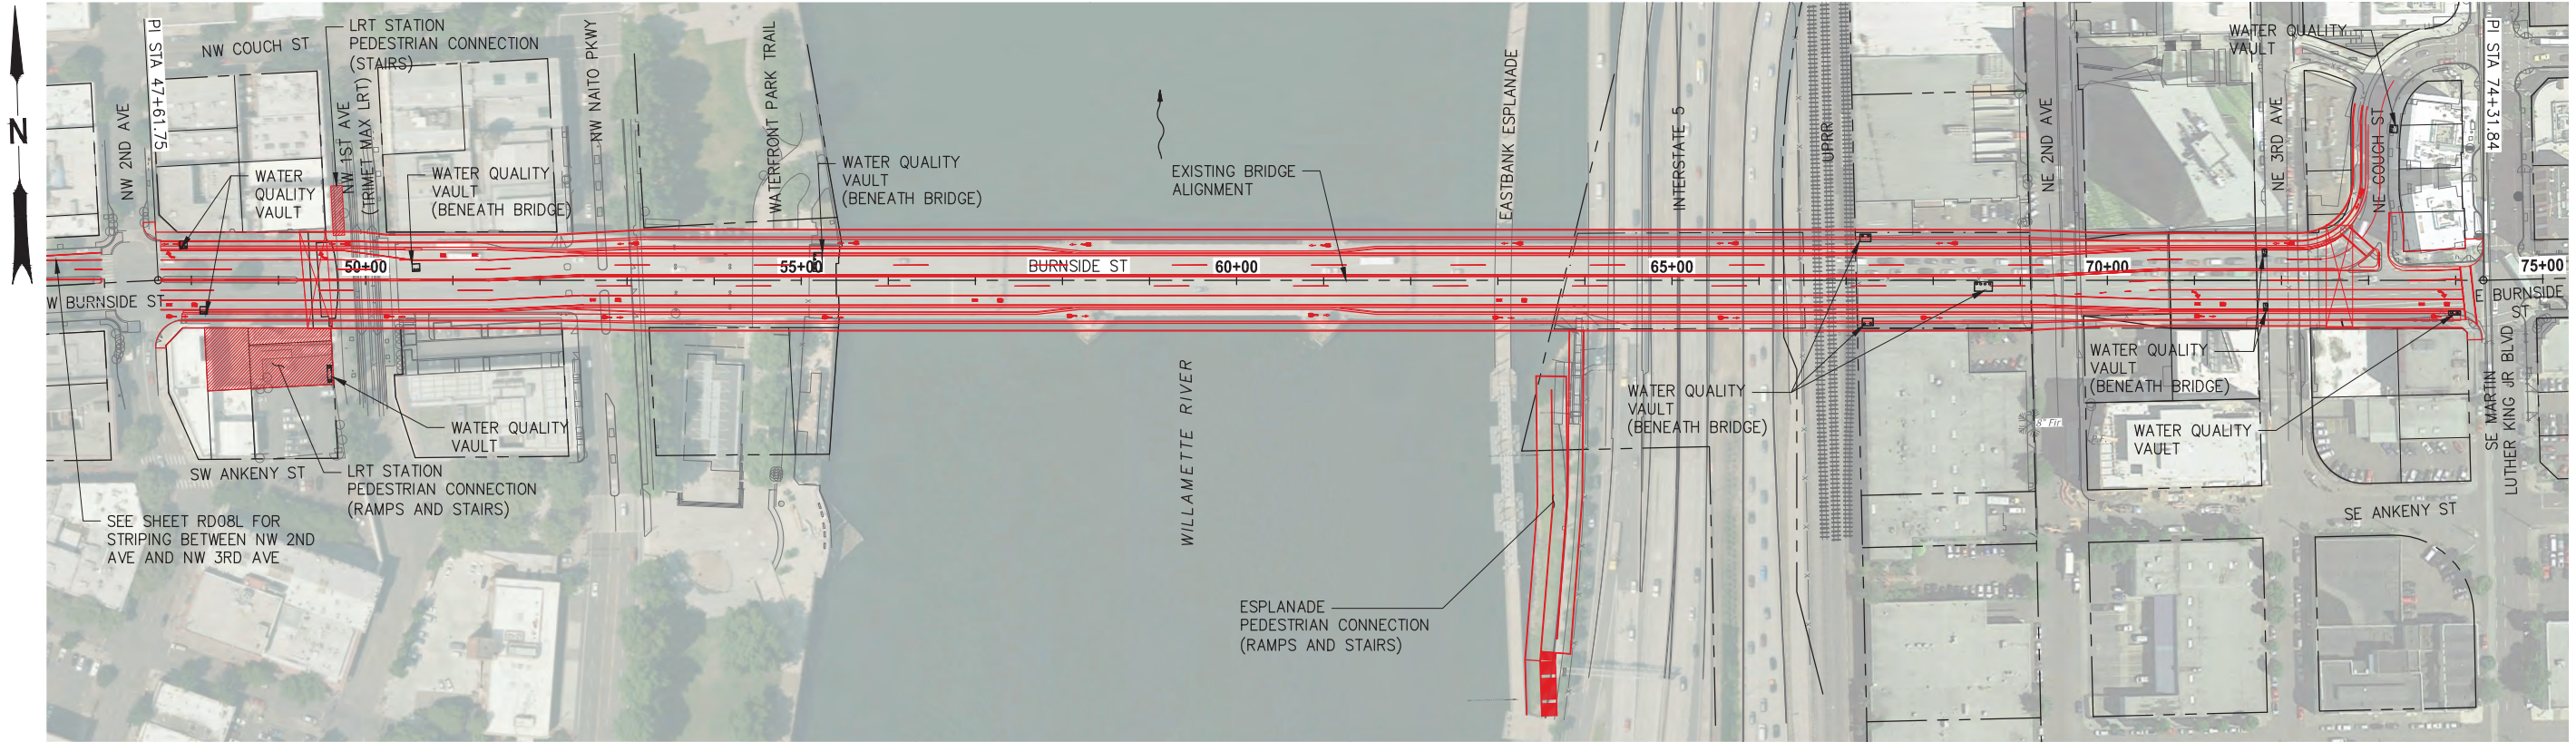 N
PI STA 47+61.75
NW 2ND AVE
NW COUCH ST
LRT STATION
PEDESTRIAN CONNECTION
(STAIRS)
NW 1ST AVE
(TRIMET MAX LRT)
NW NAITO PKWY
WATERFRONT PARK TRAIL
WATER
QUALITY
VAULT
WATER QUALITY
VAULT
(BENEATH BRIDGE)
WATER QUALITY
VAULT
(BENEATH BRIDGE)
EXISTING BRIDGE
ALIGNMENT
EASTBANK ESPLANADE
INTERSTATE 5
UPRR
NE 2ND AVE
NE 3RD AVE
WATER QUALITY
VAULT
NE COUCH ST
PI STA 74+31.84
W BURNSIDE ST
50+00
55+00
BURNSIDE ST
60+00
65+00
70+00
75+00
E BURNSIDE
ST
WATER QUALITY
VAULT
SW ANKENY ST
LRT STATION
PEDESTRIAN CONNECTION
(RAMPS AND STAIRS)
SEE SHEET RD08L FOR
STRIPING BETWEEN NW 2ND
AVE AND NW 3RD AVE
WILLAMETTE RIVER
ESPLANADE
PEDESTRIAN CONNECTION
(RAMPS AND STAIRS)
WATER QUALITY
VAULT
(BENEATH BRIDGE)
8" Fir
WATER QUALITY
VAULT
(BENEATH BRIDGE)
WATER QUALITY
VAULT
SE MARTIN
LUTHER KING JR BLVD
SE ANKENY ST